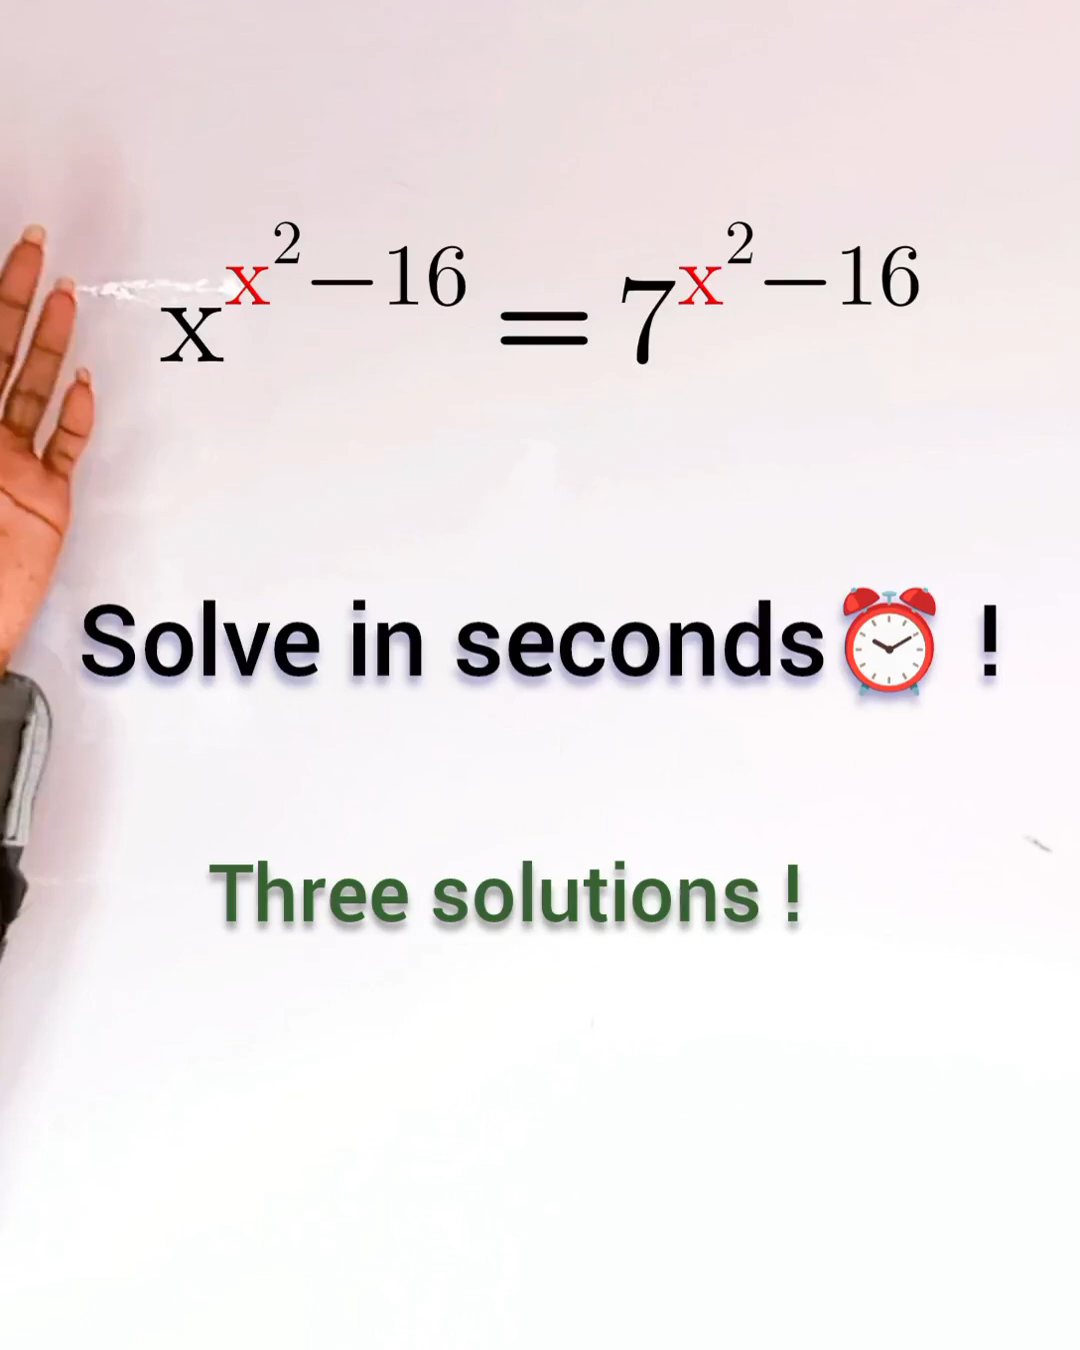 x^{x^2-16} = 7^{x^2-16}
Solve in seconds⏰ !
Three solutions !